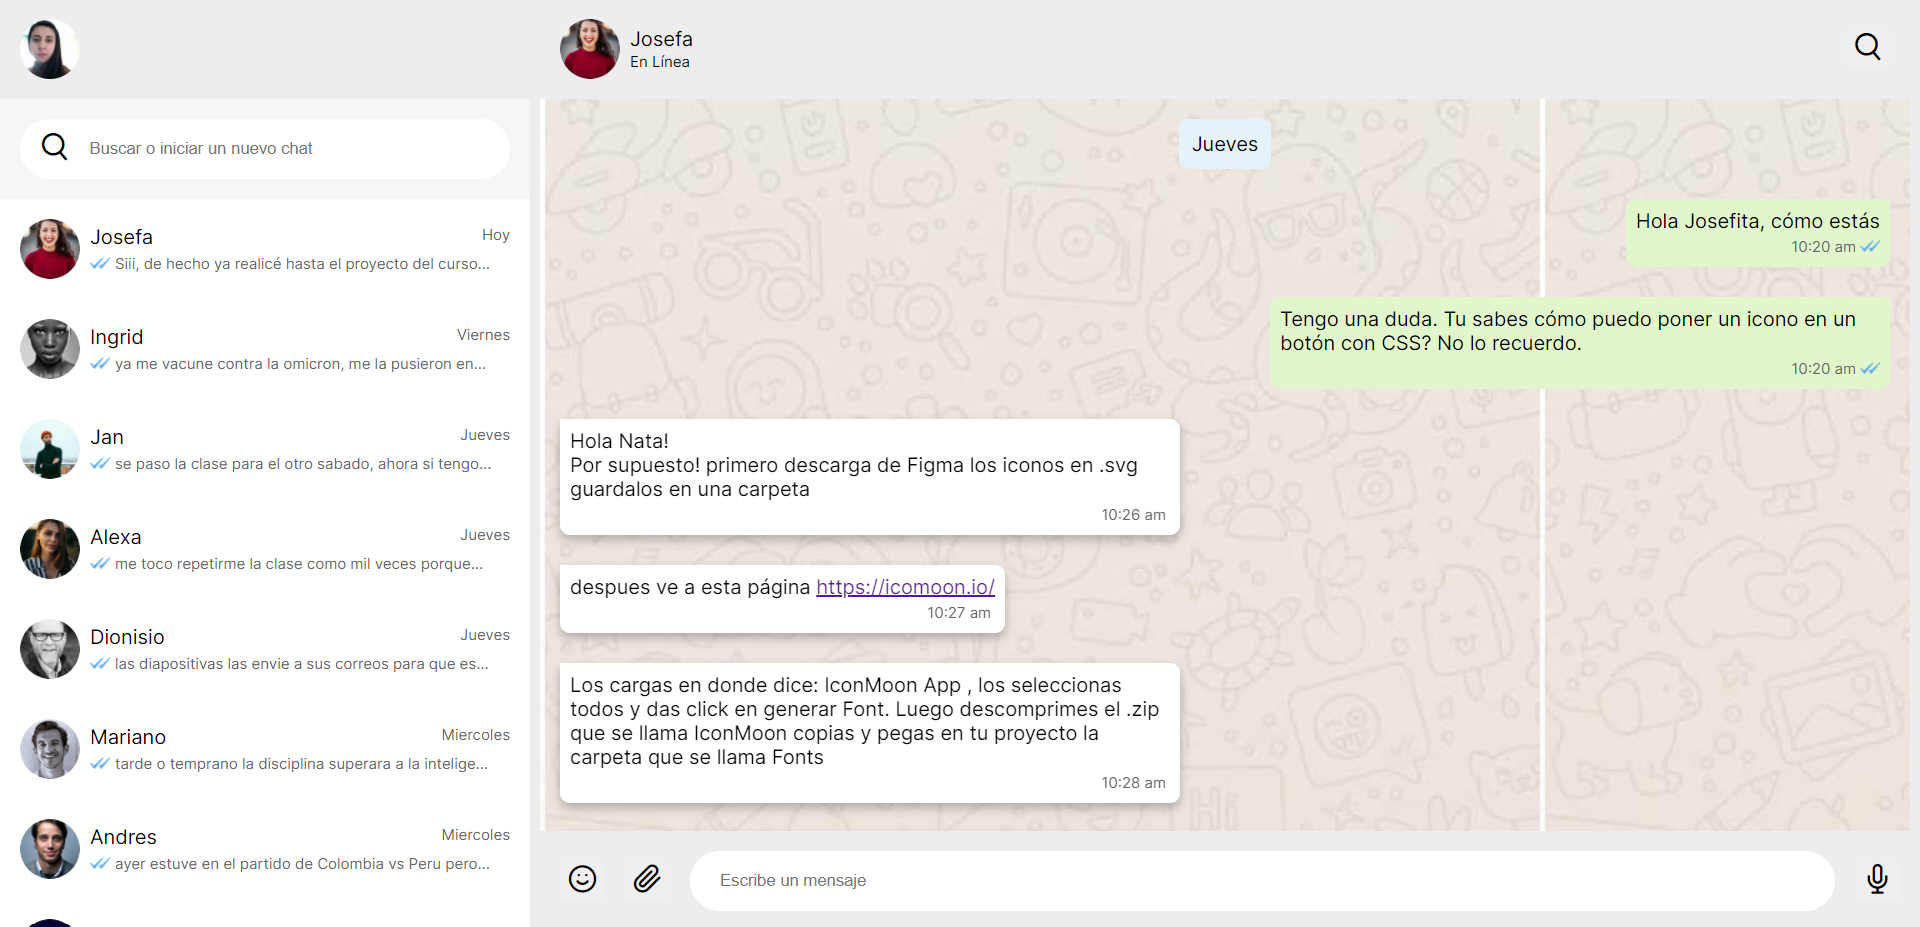 Buscar o iniciar un nuevo chat
Josefa
Hoy
Siii, de hecho ya realicé hasta el proyecto del curso...
Ingrid
Viernes
ya me vacune contra la omicron, me la pusieron en...
Jan
Jueves
se paso la clase para el otro sabado, ahora si tengo...
Alexa
Jueves
me toco repetirme la clase como mil veces porque...
Dionisio
Jueves
las diapositivas las envie a sus correos para que es...
Mariano
Miercoles
tarde o temprano la disciplina superara a la intelige...
Andres
Miercoles
ayer estuve en el partido de Colombia vs Peru pero...
Josefa
En Línea
Jueves
Hola Josefita, cómo estás
10:20 am
Tengo una duda. Tu sabes cómo puedo poner un icono en un
botón con CSS? No lo recuerdo.
10:20 am
Hola Nata!
Por supuesto! primero descarga de Figma los iconos en .svg
guardalos en una carpeta
10:26 am
despues ve a esta página https://icomoon.io/
10:27 am
Los cargas en donde dice: IconMoon App , los seleccionas
todos y das click en generar Font. Luego descomprimes el .zip
que se llama IconMoon copias y pegas en tu proyecto la
carpeta que se llama Fonts
10:28 am
Hi
Escribe un mensaje